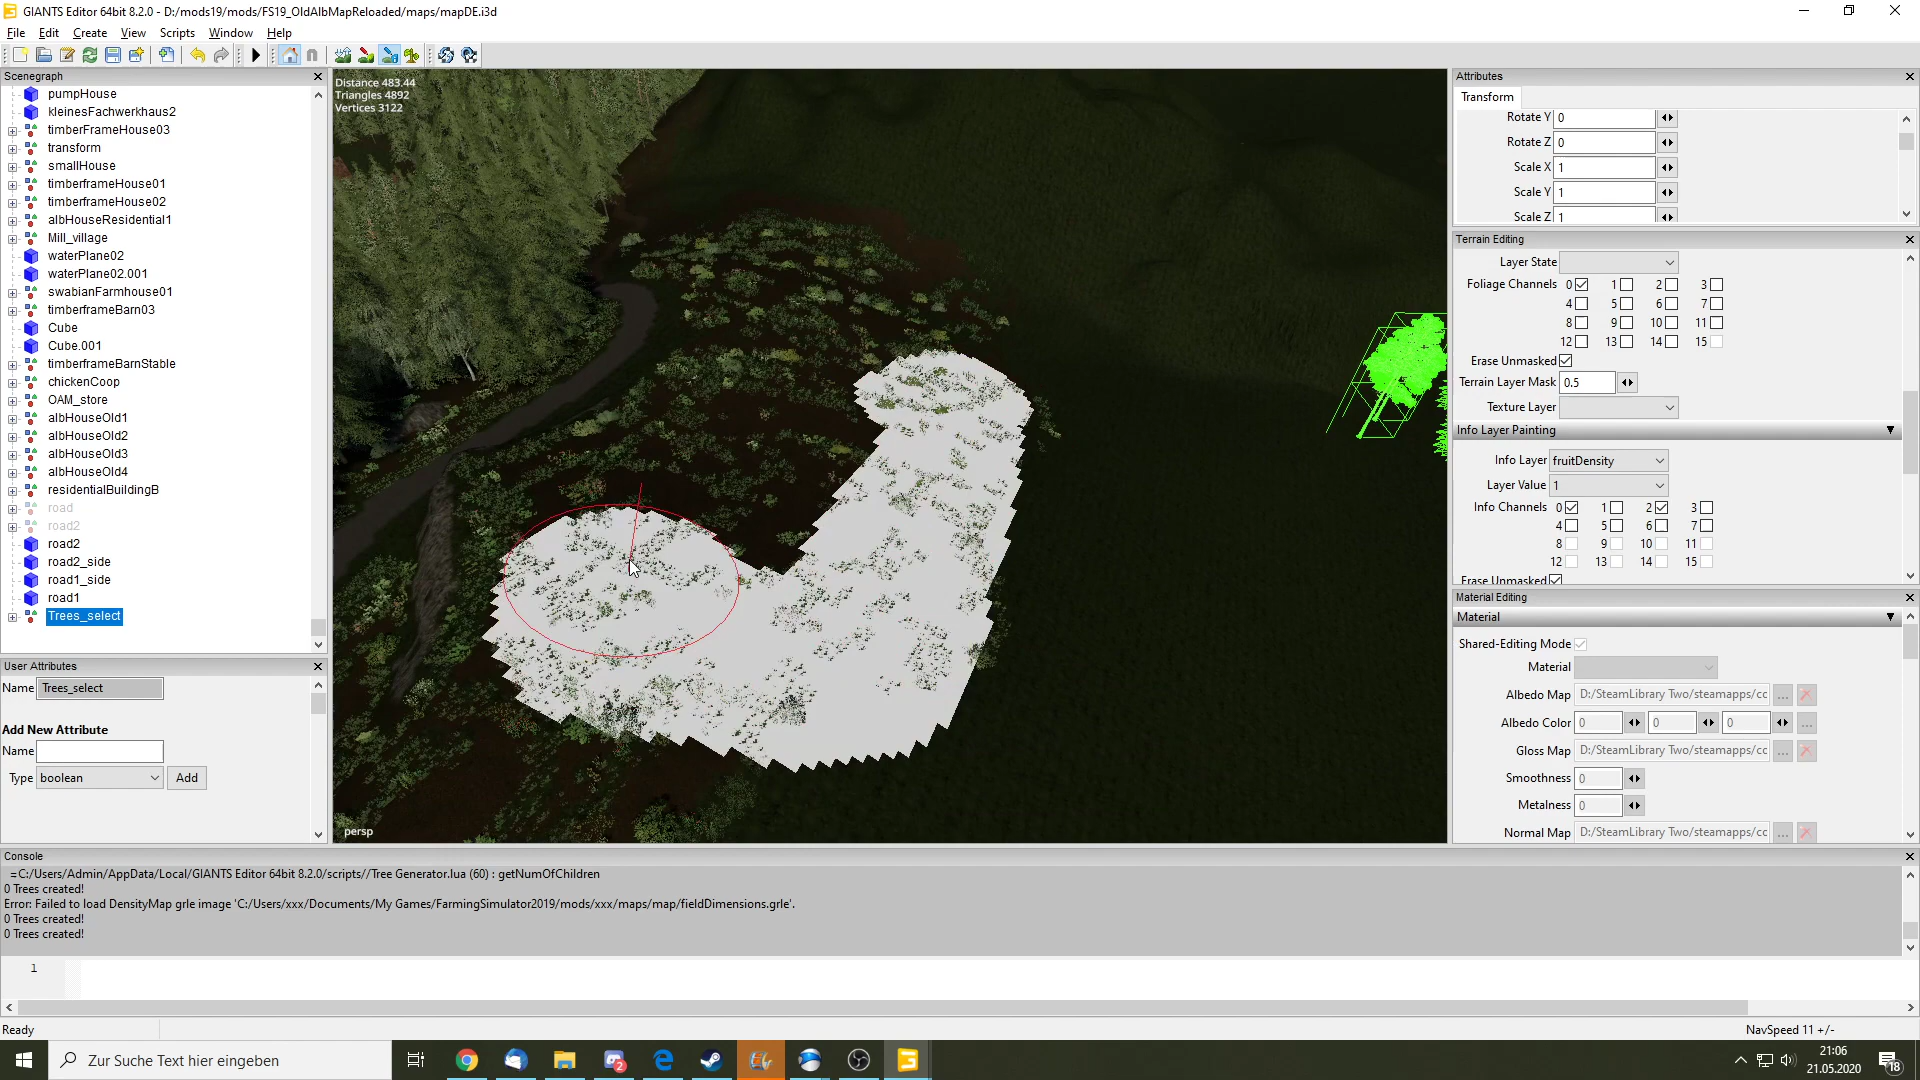 GIANTS Editor 64bit 8.2.0 - D:/mods19/mods/FS19_OldAlbMapReloaded/maps/mapDE.i3d
File Edit Create View Scripts Window Help
Scenegraph
pumpHouse
kleinesFachwerkhaus2
timberFrameHouse03
transform
smallHouse
timberframeHouse01
timberframeHouse02
albHouseResidential1
Mill_village
waterPlane02
waterPlane02.001
swabianFarmhouse01
timberframeBarn03
Cube
Cube.001
timberframeBarnStable
chickenCoop
OAM_store
albHouseOld1
albHouseOld2
albHouseOld3
albHouseOld4
residentialBuildingB
road
road2
road2
road2_side
road1_side
road1
Trees_select
User Attributes
Name Trees_select
Add New Attribute
Name
Type boolean Add
Distance 483.44
Triangles 4892
Vertices 3122
persp
Attributes
Transform
Rotate Y 0
Rotate Z 0
Scale X 1
Scale Y 1
Scale Z 1
Terrain Editing
Layer State
Foliage Channels 0 1 2 3
4 5 6 7
8 9 10 11
12 13 14 15
Erase Unmasked
Terrain Layer Mask 0.5
Texture Layer
Info Layer Painting
Info Layer fruitDensity
Layer Value 1
Info Channels 0 1 2 3
4 5 6 7
8 9 10 11
12 13 14 15
Erase Unmasked
Material Editing
Material
Shared-Editing Mode
Material
Albedo Map D:/SteamLibrary Two/steamapps/cc ...
Albedo Color 0 0 0 ...
Gloss Map D:/SteamLibrary Two/steamapps/cc ...
Smoothness 0
Metalness 0
Normal Map D:/SteamLibrary Two/steamapps/cc ...
Console
=C:/Users/Admin/AppData/Local/GIANTS Editor 64bit 8.2.0/scripts//Tree Generator.lua (60) : getNumOfChildren
0 Trees created!
Error: Failed to load DensityMap grle image 'C:/Users/xxx/Documents/My Games/FarmingSimulator2019/mods/xxx/maps/map/fieldDimensions.grle'.
0 Trees created!
0 Trees created!
1
Ready
NavSpeed 11 +/-
Zur Suche Text hier eingeben
2
21:06
21.05.2020
18